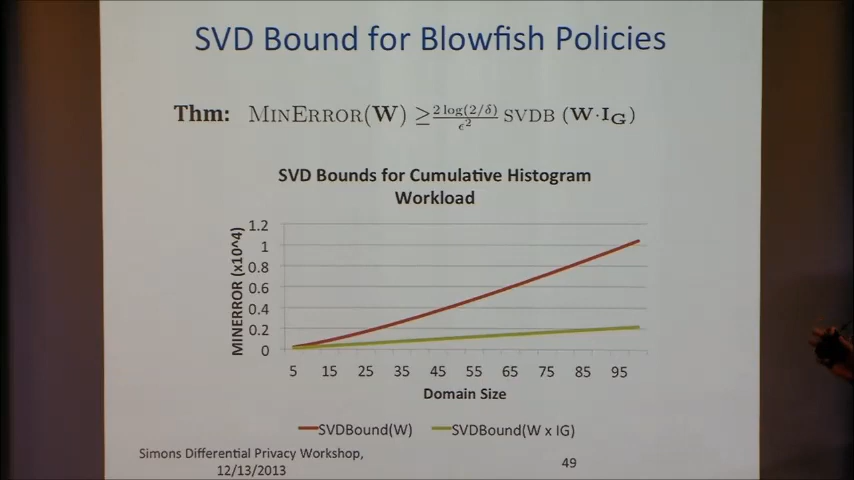 SVD Bound for Blowfish Policies
Thm: MINERROR(W) ≥ 2 log(2/δ)/ϵ² SVDB (W·I_G)
SVD Bounds for Cumulative Histogram
Workload
MINERROR (x10^4)
1.2
1
0.8
0.6
0.4
0.2
0
5 15 25 35 45 55 65 75 85 95
Domain Size
SVDBound(W) SVDBound(W x IG)
Simons Differential Privacy Workshop,
12/13/2013
49